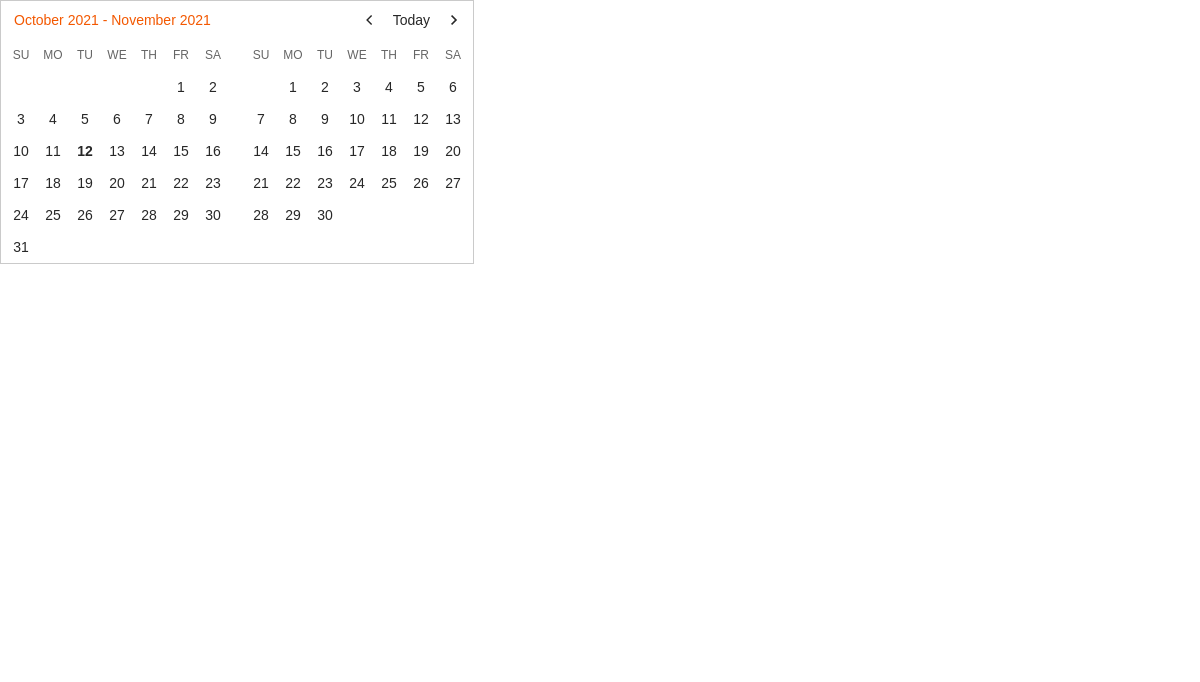 October 2021 - November 2021 Today
SU MO TU WE TH FR SA SU MO TU WE TH FR SA
1 2 1 2 3 4 5 6
3 4 5 6 7 8 9 7 8 9 10 11 12 13
10 11 12 13 14 15 16 14 15 16 17 18 19 20
17 18 19 20 21 22 23 21 22 23 24 25 26 27
24 25 26 27 28 29 30 28 29 30
31